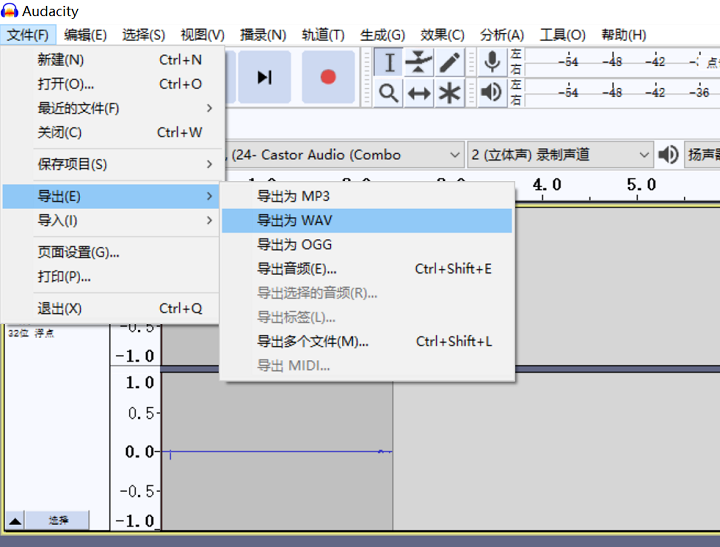 Audacity
文件(F) 编辑(E) 选择(S) 视图(V) 播录(N) 轨道(T) 生成(G) 效果(C) 分析(A) 工具(O) 帮助(H)
新建(N) Ctrl+N
打开(O)... Ctrl+O
最近的文件(F)
关闭(C) Ctrl+W
保存项目(S)
导出(E)
导入(I)
页面设置(G)...
打印(P)...
退出(X) Ctrl+Q
左 -54 -48 -42 点
右
左 -54 -48 -42 -36
右
(24- Castor Audio (Combo 2 (立体声) 录制声道 扬声器
4.0 5.0
导出为 MP3
导出为 WAV
导出为 OGG
导出音频(E)... Ctrl+Shift+E
导出选择的音频(R)...
导出标签(L)...
导出多个文件(M)... Ctrl+Shift+L
导出 MIDI...
32位 浮点
-0.5
-1.0
1.0
0.5
0.0
-0.5
-1.0
选择